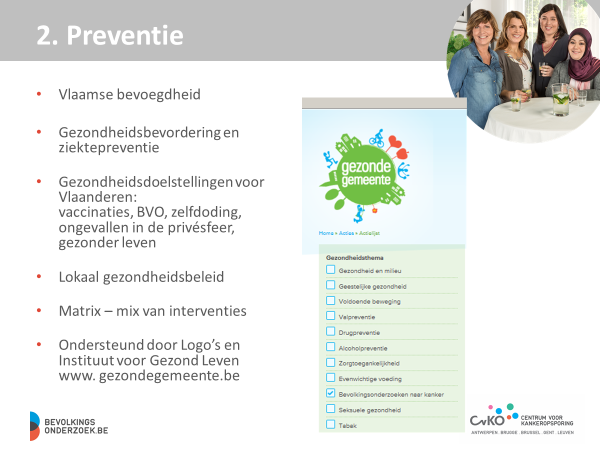 2. Preventie
• Vlaamse bevoegdheid
• Gezondheidsbevordering en
ziektepreventie
• Gezondheidsdoelstellingen voor
Vlaanderen:
vaccinaties, BVO, zelfdoding,
ongevallen in de privésfeer,
gezonder leven
• Lokaal gezondheidsbeleid
• Matrix – mix van interventies
• Ondersteund door Logo's en
Instituut voor Gezond Leven
www. gezondegemeente.be
gezonde
gemeente
Home » Acties » Actielijst
Gezondheidsthema
Gezondheid en milieu
Geestelijke gezondheid
Voldoende beweging
Valpreventie
Drugpreventie
Alcoholpreventie
Zorgtoegankelijkheid
Evenwichtige voeding
Bevolkingsonderzoeken naar kanker
Seksuele gezondheid
Tabak
BEVOLKINGS
ONDERZOEK.BE
CvKO
CENTRUM VOOR
KANKEROPSPORING
ANTWERPEN BRUGGE BRUSSEL GENT LEUVEN